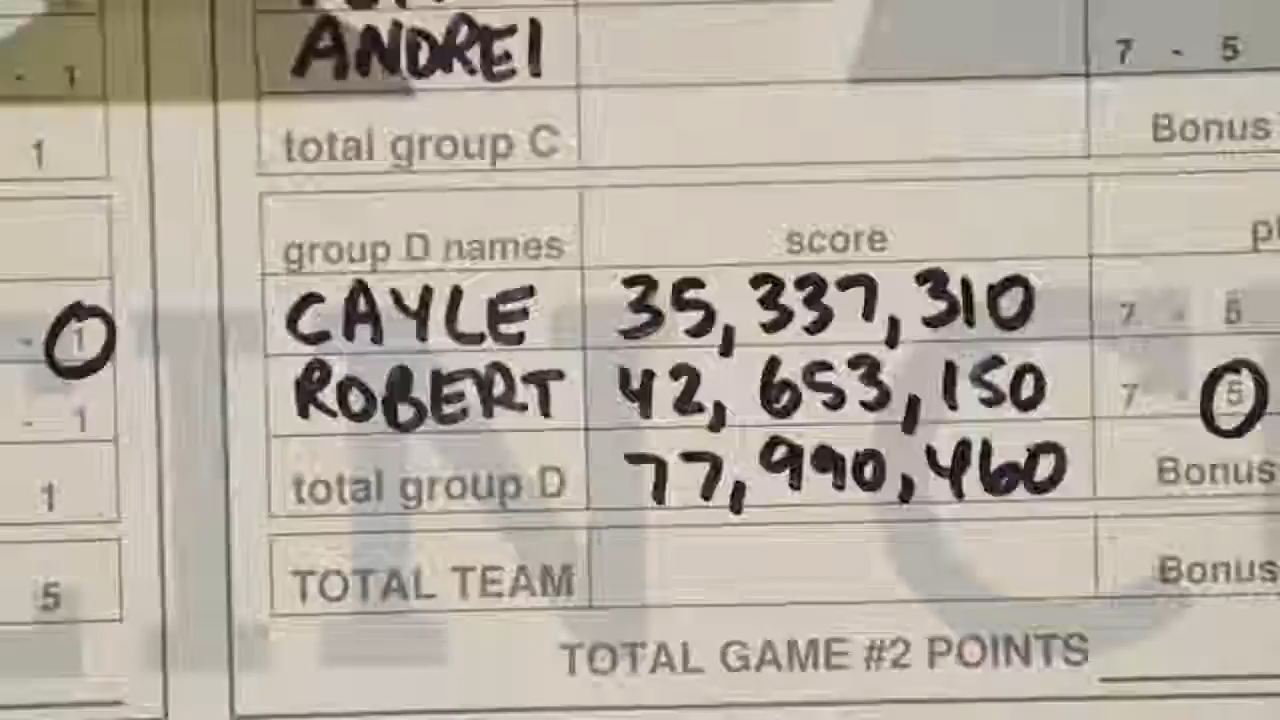 - 1 ANDREI 7 - 5
1 total group C Bonus
group D names score
- 1 CAYLE 35,337,310 7 - 5
- 1 ROBERT 42,653,150 7 - 5
1 total group D 77,990,460 Bonus
5 TOTAL TEAM Bonus
TOTAL GAME #2 POINTS